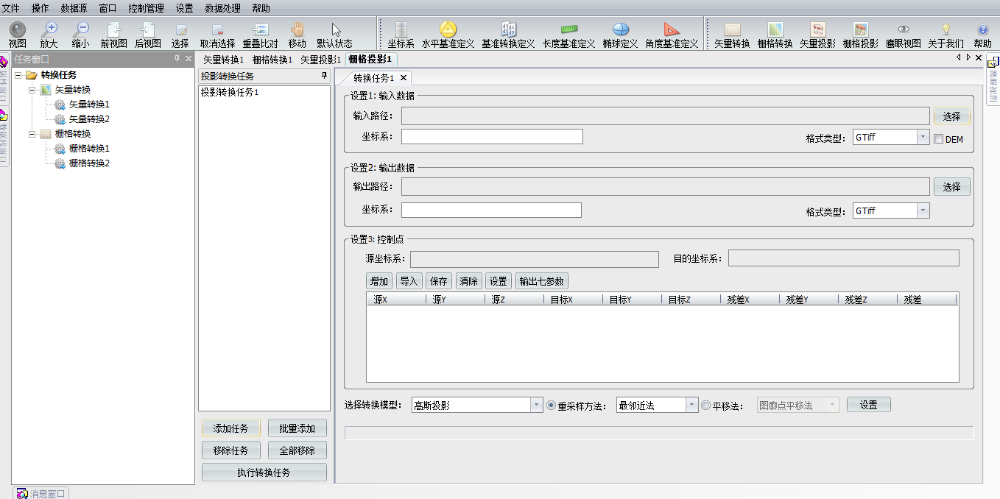 文件 操作 数据源 窗口 控制管理 设置 数据处理 帮助
视图 放大 缩小 前视图 后视图 选择 取消选择 重叠比对 移动 默认状态 坐标系 水平基准定义 基准转换定义 长度基准定义 椭球定义 角度基准定义 矢量转换 栅格转换 矢量投影 栅格投影 鹰眼视图 关于我们 帮助
任务窗口
转换任务
矢量转换
矢量转换1
矢量转换2
栅格转换
栅格转换1
栅格转换2
消息窗口
矢量转换1 栅格转换1 矢量投影1 栅格投影1
投影转换任务
投影转换任务1
添加任务 批量添加
移除任务 全部移除
执行转换任务
转换任务1
设置1: 输入数据
输入路径: 选择
坐标系: 格式类型: GTiff DEM
设置2: 输出数据
输出路径: 选择
坐标系: 格式类型: GTiff
设置3: 控制点
源坐标系: 目的坐标系:
增加 导入 保存 清除 设置 输出七参数
源X 源Y 源Z 目标X 目标Y 目标Z 残差X 残差Y 残差Z 残差
选择转换模型: 高斯投影 重采样方法: 最邻近法 平移法: 图廓点平移法 设置
鹰眼视图